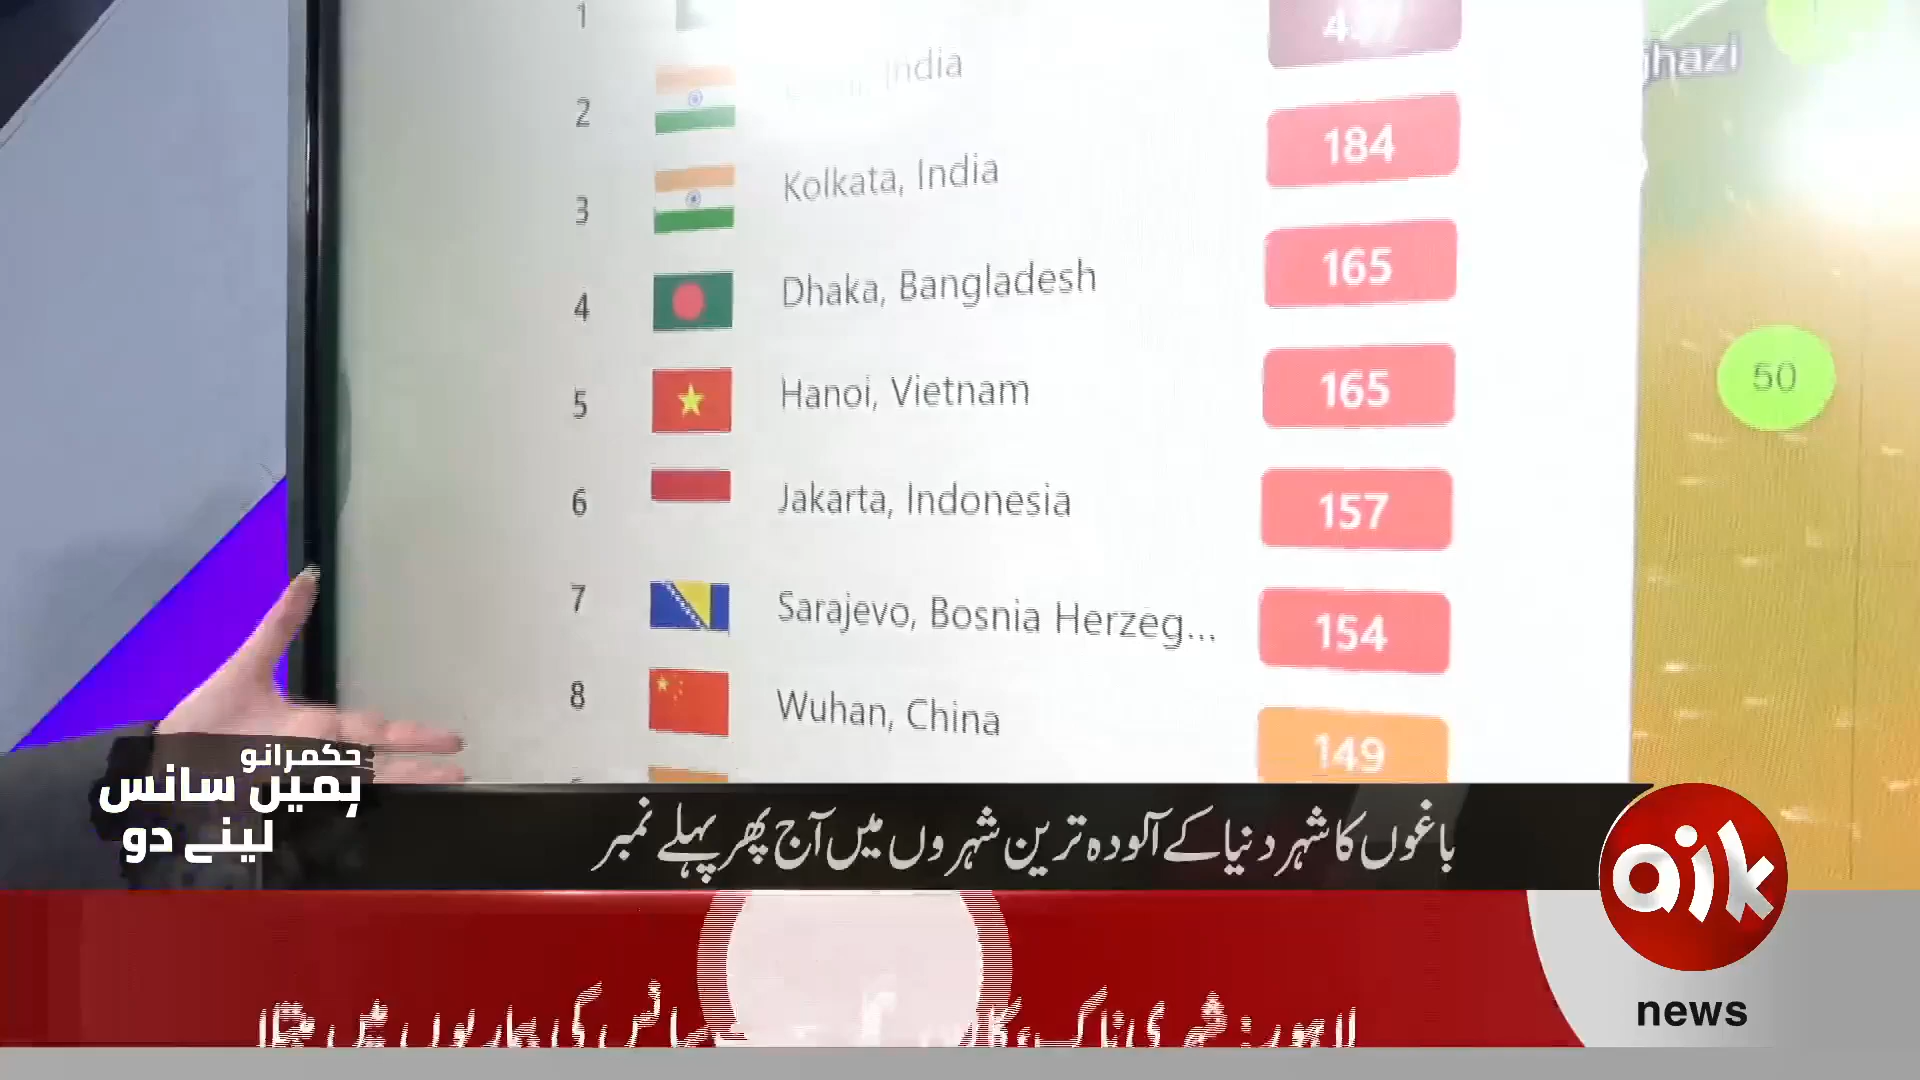 1
2 India
3 Kolkata, India 184
4 Dhaka, Bangladesh 165
5 Hanoi, Vietnam 165
6 Jakarta, Indonesia 157
7 Sarajevo, Bosnia Herzeg... 154
8 Wuhan, China 149
50
حکمرانو
ہمیں سانس
لینے دو
باغوں کا شہر دنیا کے آلودہ ترین شہروں میں آج پھر پہلے نمبر
aik
news